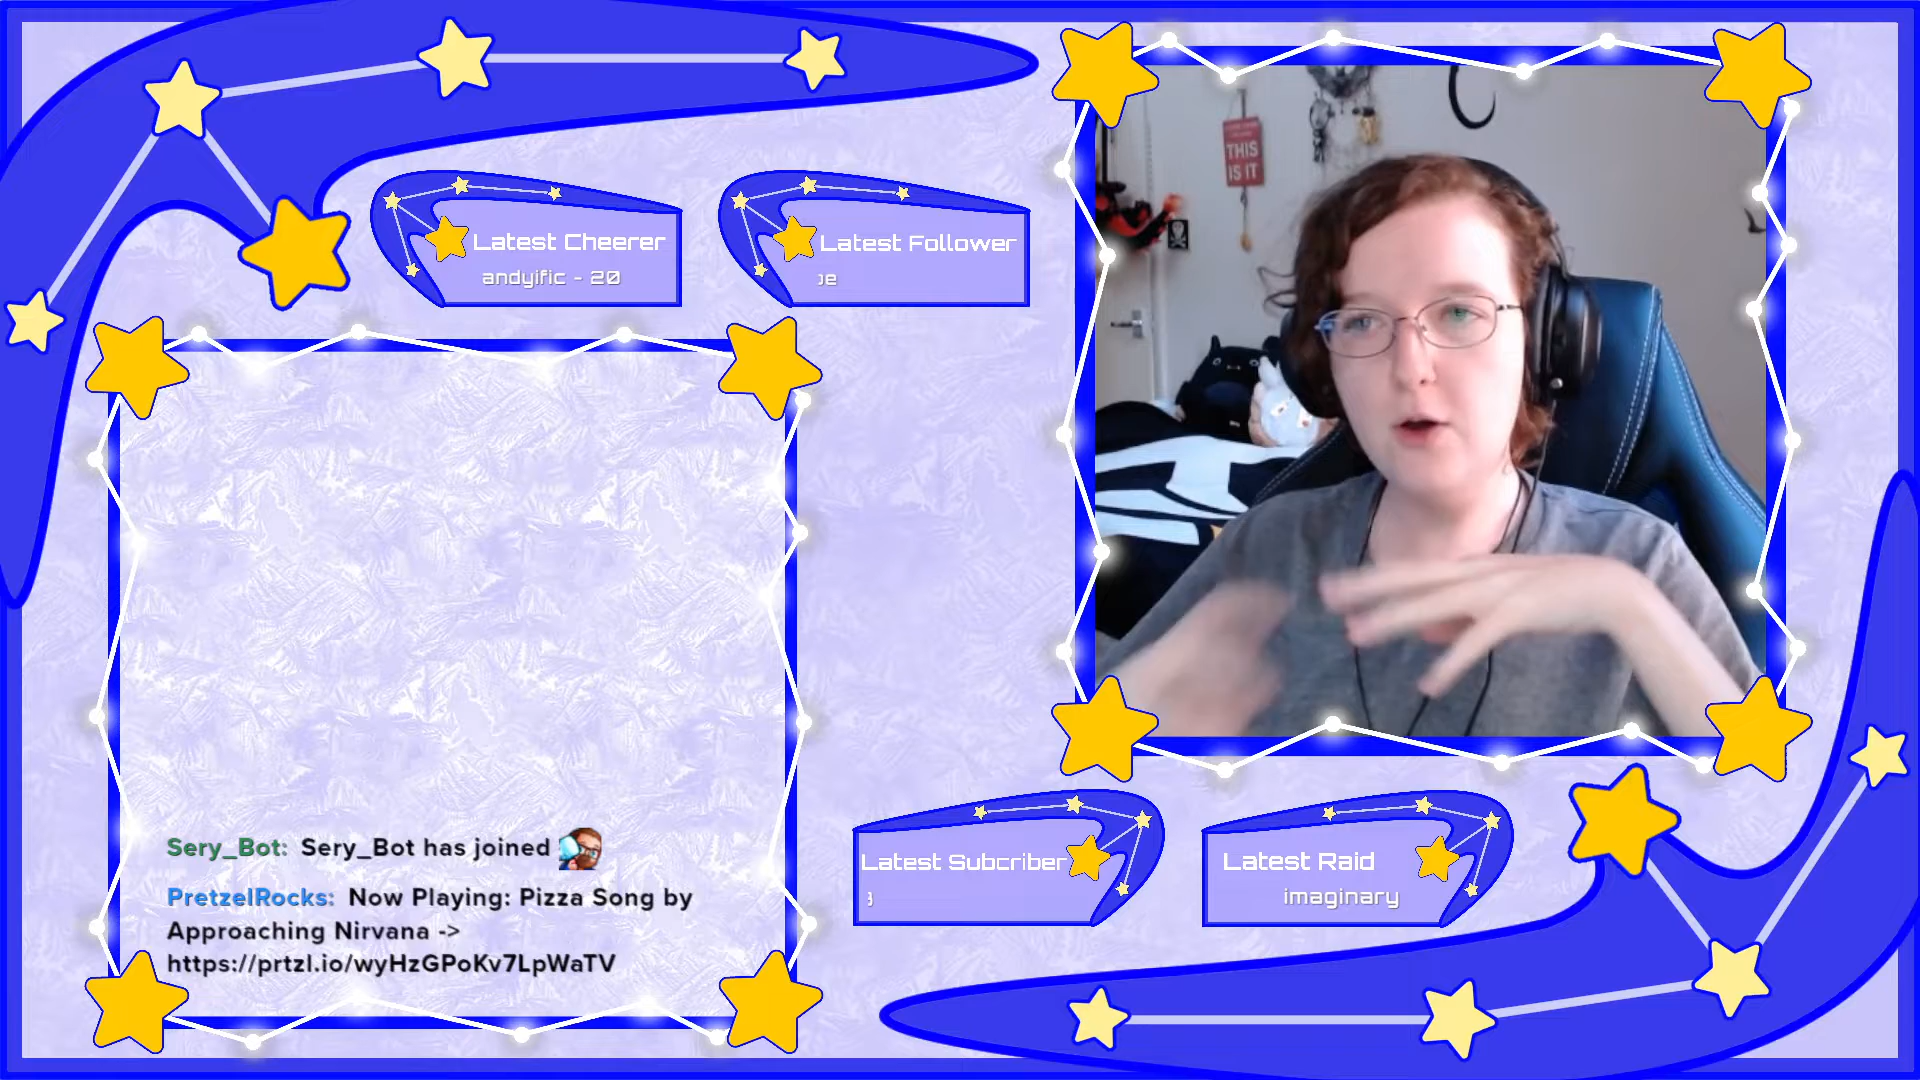 Latest Cheerer
andyific - 20
Latest Follower
THIS
IS IT
Sery_Bot: Sery_Bot has joined
PretzelRocks: Now Playing: Pizza Song by
Approaching Nirvana ->
https://prtzl.io/wyHzGPoKv7LpWaTV
Latest Subcriber
Latest Raid
imaginary